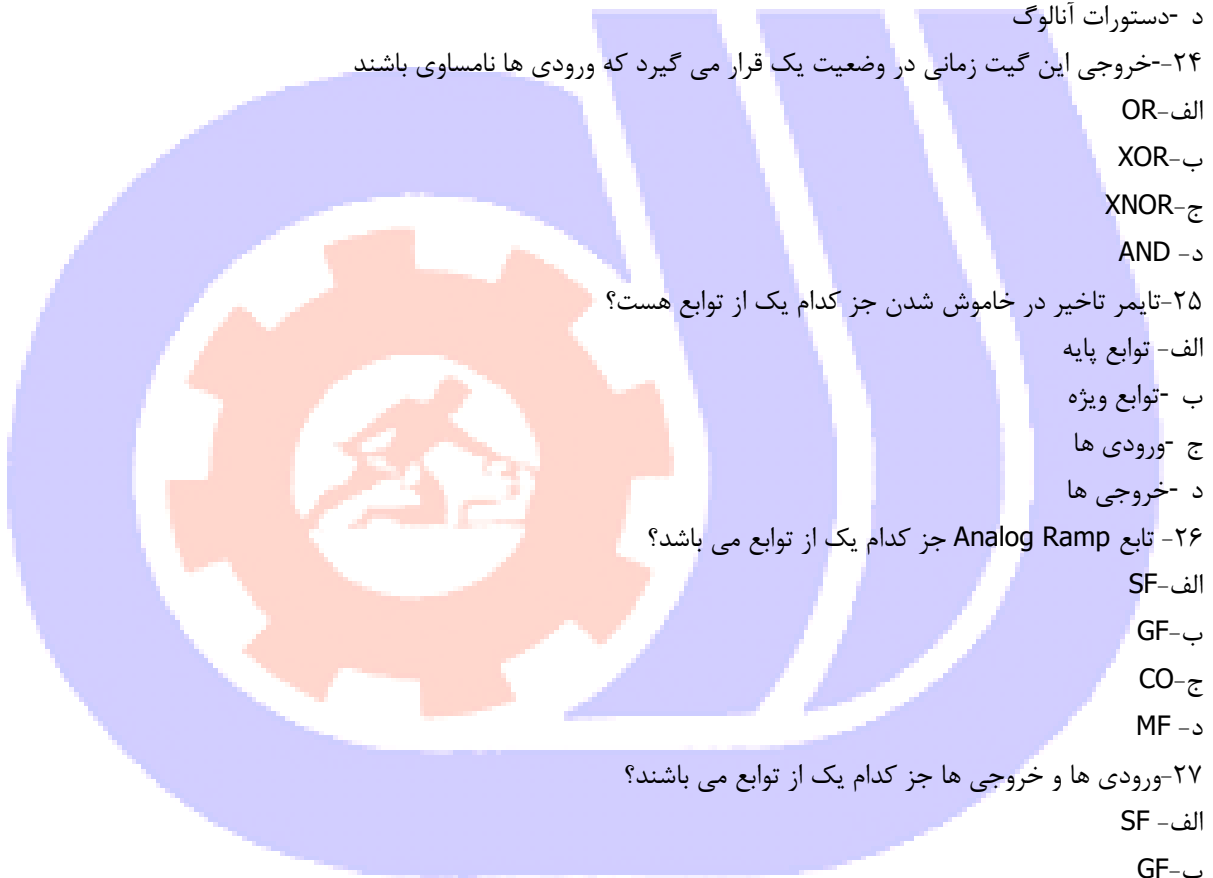 د -دستورات آنالوگ
۲۴--خروجی این گیت زمانی در وضعیت یک قرار می گیرد که ورودی ها نامساوی باشند
الف-OR
ب-XOR
ج-XNOR
د- AND
۲۵-تایمر تاخیر در خاموش شدن جز کدام یک از توابع هست؟
الف- توابع پایه
ب -توابع ویژه
ج -ورودی ها
د -خروجی ها
۲۶- تابع Analog Ramp جز کدام یک از توابع می باشد؟
الف-SF
ب-GF
ج-CO
د- MF
۲۷-ورودی ها و خروجی ها جز کدام یک از توابع می باشند؟
الف- SF
ب-GF